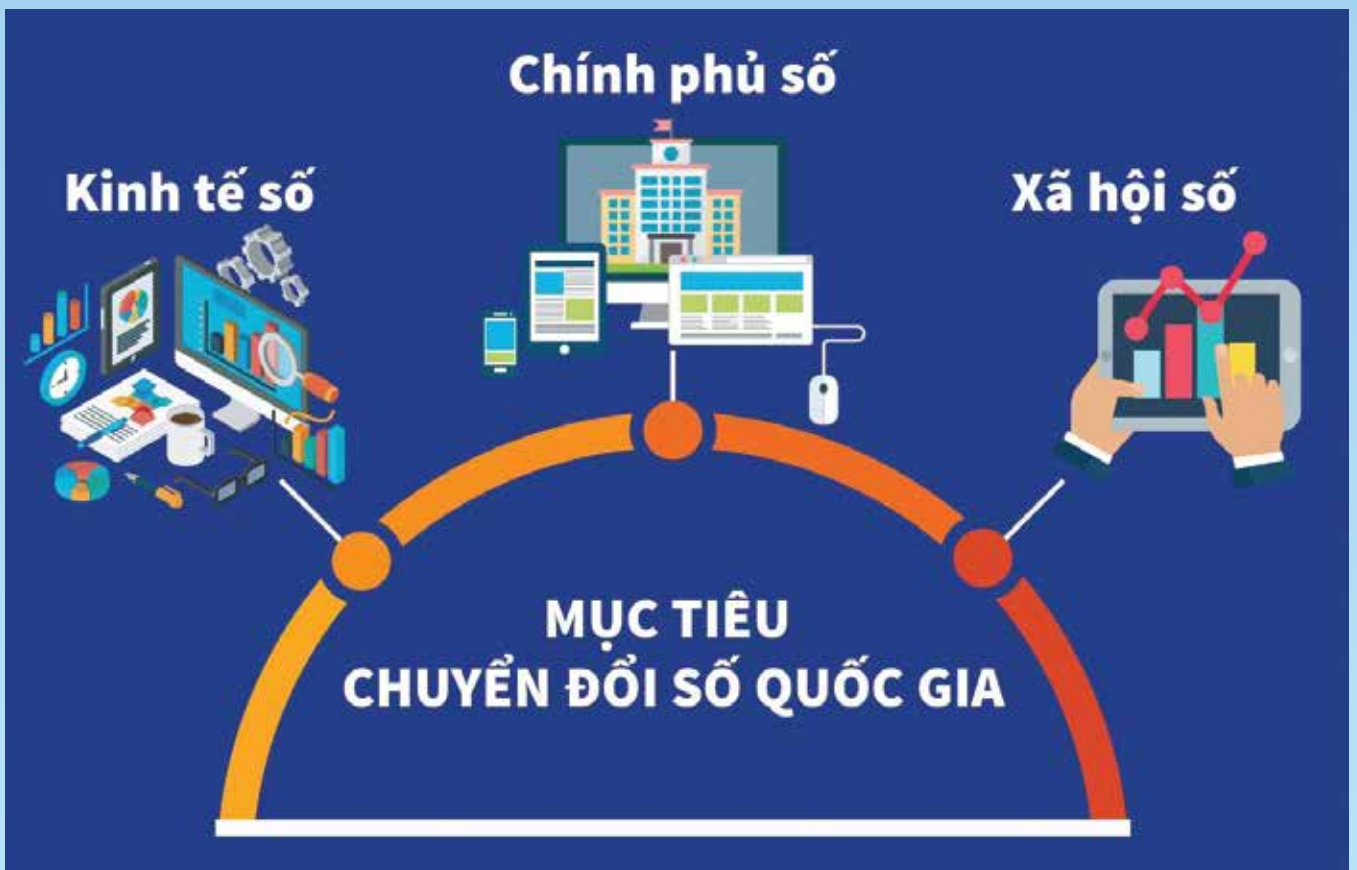 Chính phủ số
Kinh tế số
Xã hội số
MỤC TIÊU
CHUYỂN ĐỔI SỐ QUỐC GIA